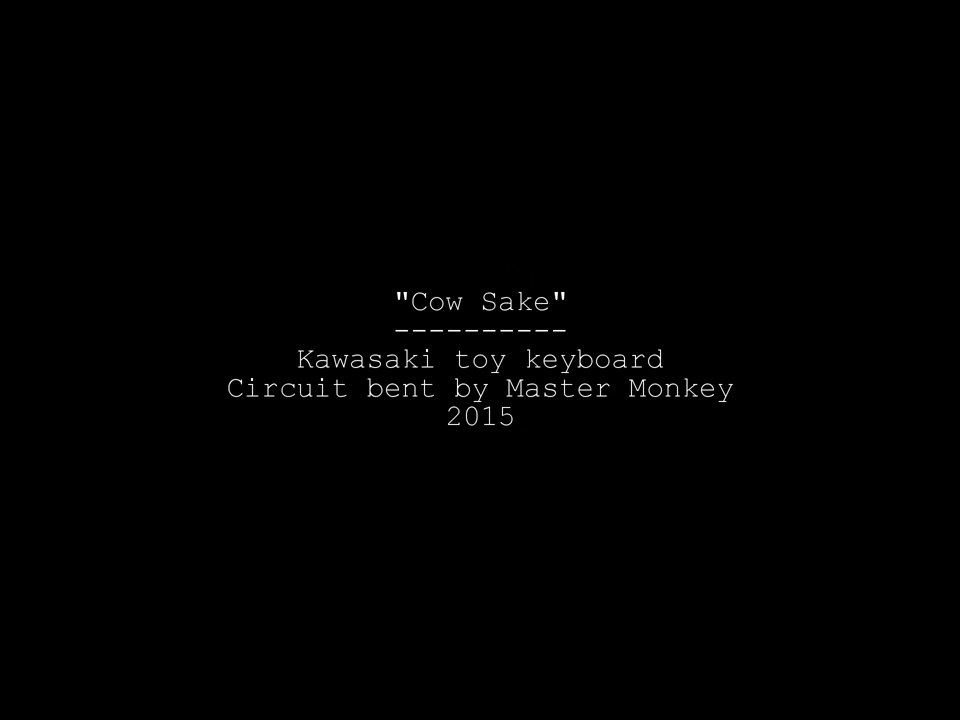 "Cow Sake"
----------
Kawasaki toy keyboard
Circuit bent by Master Monkey
2015